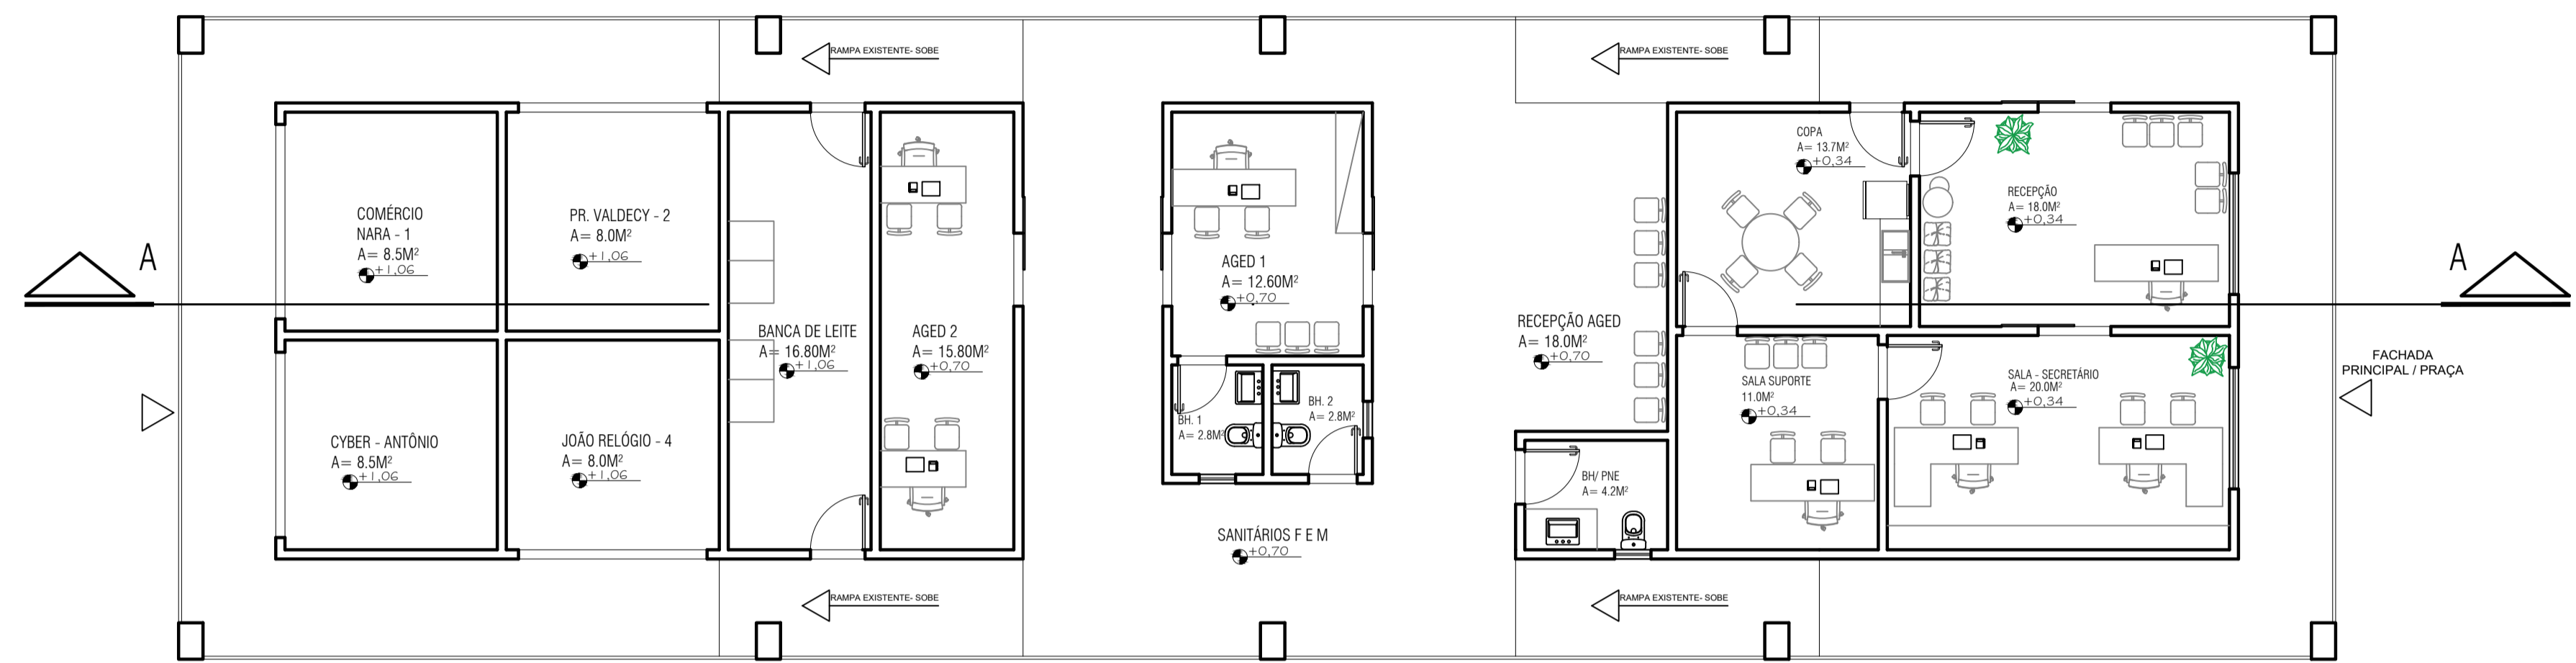 RAMPA EXISTENTE- SOBE
RAMPA EXISTENTE- SOBE
A
COMÉRCIO
NARA - 1
A= 8.5M²
+1,06
PR. VALDECY - 2
A= 8.0M²
+1,06
BANCA DE LEITE
A= 16.80M²
+1,06
AGED 2
A= 15.80M²
+0,70
AGED 1
A= 12.60M²
+0,70
RECEPÇÃO AGED
A= 18.0M²
+0,70
COPA
A= 13.7M²
+0,34
RECEPÇÃO
A= 18.0M²
+0,34
A
FACHADA
PRINCIPAL / PRAÇA
CYBER - ANTÔNIO
A= 8.5M²
+1,06
JOÃO RELÓGIO - 4
A= 8.0M²
+1,06
BH. 1
A= 2.8M²
BH. 2
A= 2.8M²
SANITÁRIOS F E M
+0,70
BH/ PNE
A= 4.2M²
SALA SUPORTE
11.0M²
+0,34
SALA - SECRETÁRIO
A= 20.0M²
+0,34
RAMPA EXISTENTE- SOBE
RAMPA EXISTENTE- SOBE